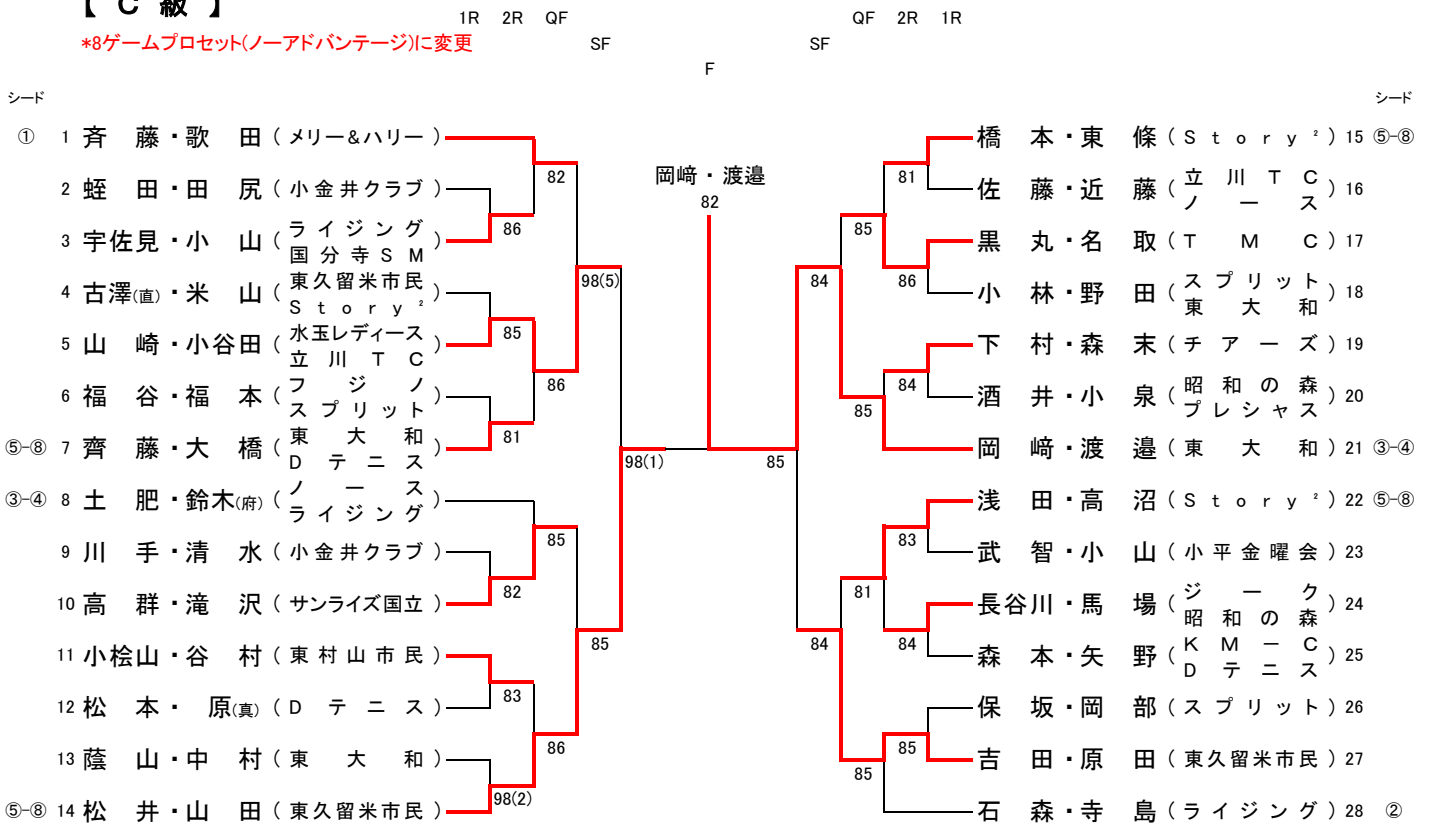 【 C 級 】
1R 2R QF QF 2R 1R
*8ゲームプロセット(ノーアドバンテージ)に変更 SF SF
F
シード シード
① 1 斉藤・歌田 ( メリー&ハリー ) 橋本・東條 ( Story² ) 15 ⑤-⑧
岡﨑・渡邉
82 81
2 蛭田・田尻 ( 小金井クラブ ) 佐藤・近藤 ( 立川TC ノース ) 16
82
86 85
3 宇佐見・小山 ( ライジング 国分寺SM ) 黒丸・名取 ( TMC ) 17
98(5) 84 86
4 古澤(直)・米山 ( 東久留米市民 Story² ) 小林・野田 ( スプリット 東大和 ) 18
85
5 山崎・小谷田 ( 水玉レディース 立川TC ) 下村・森末 ( チアーズ ) 19
86 84
6 福谷・福本 ( フジノ スプリット ) 酒井・小泉 ( 昭和の森 プレシャス ) 20
81 85
⑤-⑧ 7 齊藤・大橋 ( 東大和 Dテニス ) 岡﨑・渡邉 ( 東大和 ) 21 ③-④
98(1) 85
③-④ 8 土肥・鈴木(府) ( ノース ライジング ) 浅田・高沼 ( Story² ) 22 ⑤-⑧
85 83
9 川手・清水 ( 小金井クラブ ) 武智・小山 ( 小平金曜会 ) 23
82 81
10 高群・滝沢 ( サンライズ国立 ) 長谷川・馬場 ( ジーク 昭和の森 ) 24
85 84 84
11 小桧山・谷村 ( 東村山市民 ) 森本・矢野 ( KM-C Dテニス ) 25
83
12 松本・原(真) ( Dテニス ) 保坂・岡部 ( スプリット ) 26
86 85
13 蔭山・中村 ( 東大和 ) 吉田・原田 ( 東久留米市民 ) 27
98(2) 85
⑤-⑧ 14 松井・山田 ( 東久留米市民 ) 石森・寺島 ( ライジング ) 28 ②